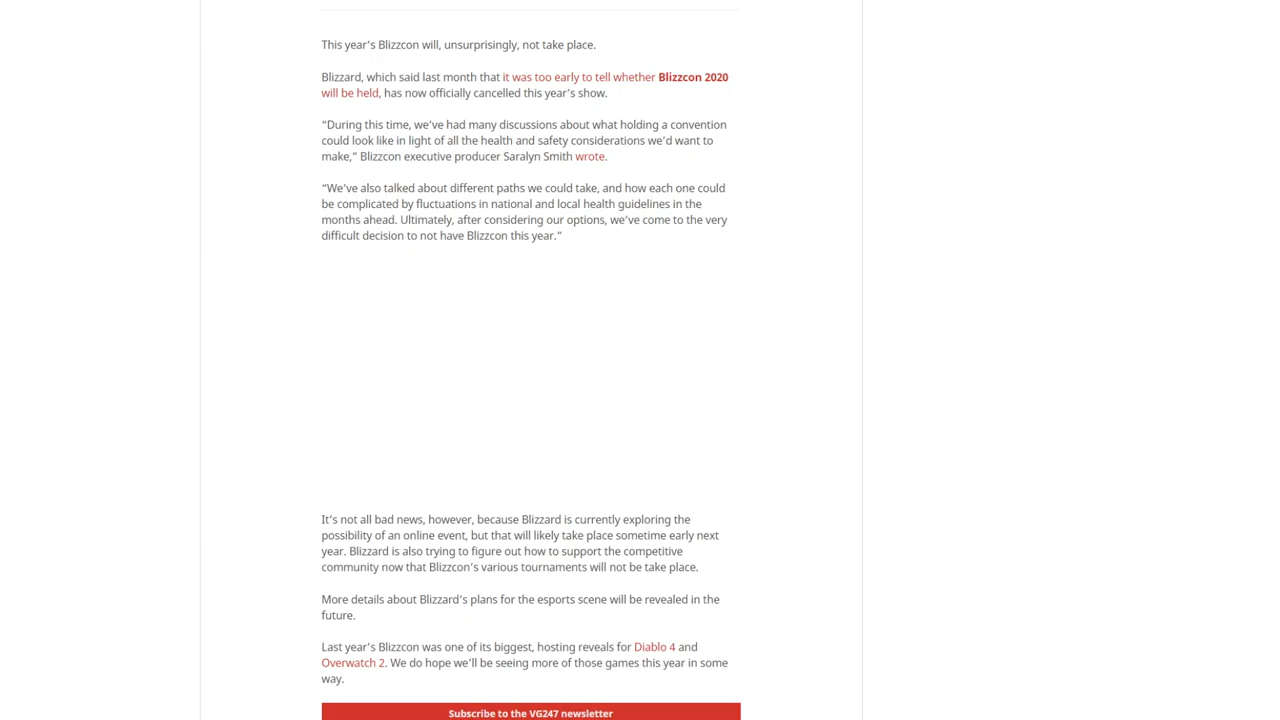 This year's Blizzcon will, unsurprisingly, not take place.
Blizzard, which said last month that it was too early to tell whether Blizzcon 2020
will be held, has now officially cancelled this year's show.
“During this time, we've had many discussions about what holding a convention
could look like in light of all the health and safety considerations we'd want to
make,” Blizzcon executive producer Saralyn Smith wrote.
“We've also talked about different paths we could take, and how each one could
be complicated by fluctuations in national and local health guidelines in the
months ahead. Ultimately, after considering our options, we've come to the very
difficult decision to not have Blizzcon this year.”
It's not all bad news, however, because Blizzard is currently exploring the
possibility of an online event, but that will likely take place sometime early next
year. Blizzard is also trying to figure out how to support the competitive
community now that Blizzcon's various tournaments will not be take place.
More details about Blizzard's plans for the esports scene will be revealed in the
future.
Last year's Blizzcon was one of its biggest, hosting reveals for Diablo 4 and
Overwatch 2. We do hope we'll be seeing more of those games this year in some
way.
Subscribe to the VG247 newsletter